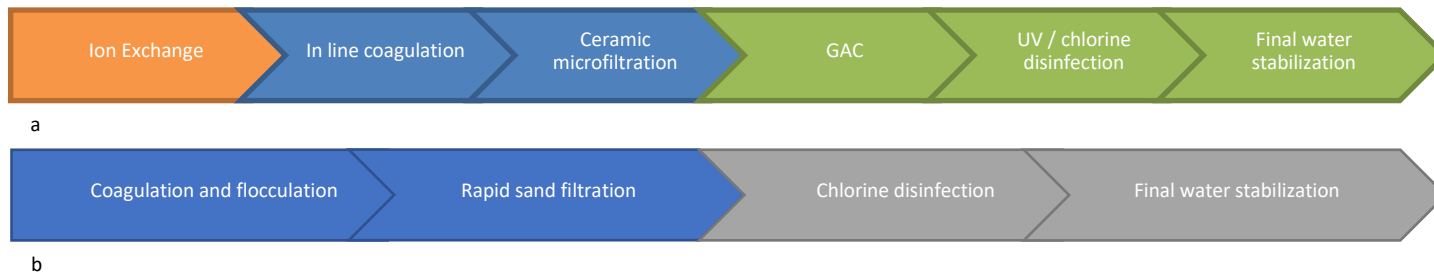 Ion Exchange
In line coagulation
Ceramic
microfiltration
GAC
UV / chlorine
disinfection
Final water
stabilization
a
Coagulation and flocculation
Rapid sand filtration
Chlorine disinfection
Final water stabilization
b